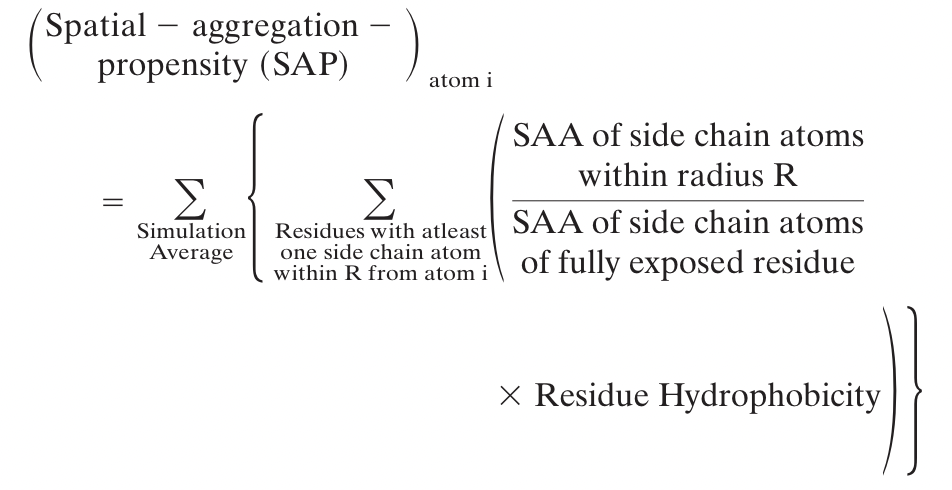 (Spatial − aggregation −
propensity (SAP)) atom i
= ∑ Simulation Average { ∑ Residues with atleast one side chain atom within R from atom i ( SAA of side chain atoms within radius R / SAA of side chain atoms of fully exposed residue
× Residue Hydrophobicity ) }